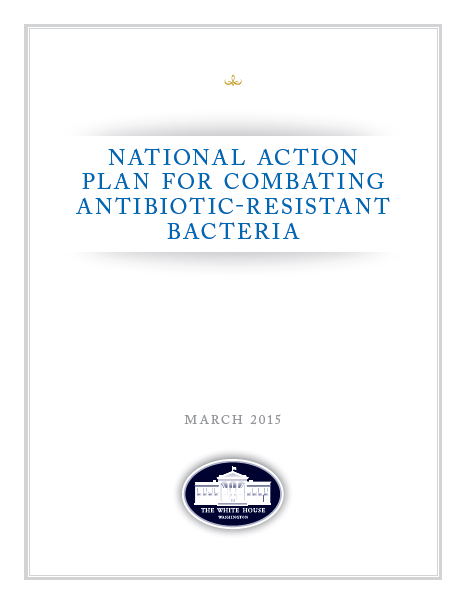 NATIONAL ACTION
PLAN FOR COMBATING
ANTIBIOTIC-RESISTANT
BACTERIA
MARCH 2015
THE WHITE HOUSE
WASHINGTON